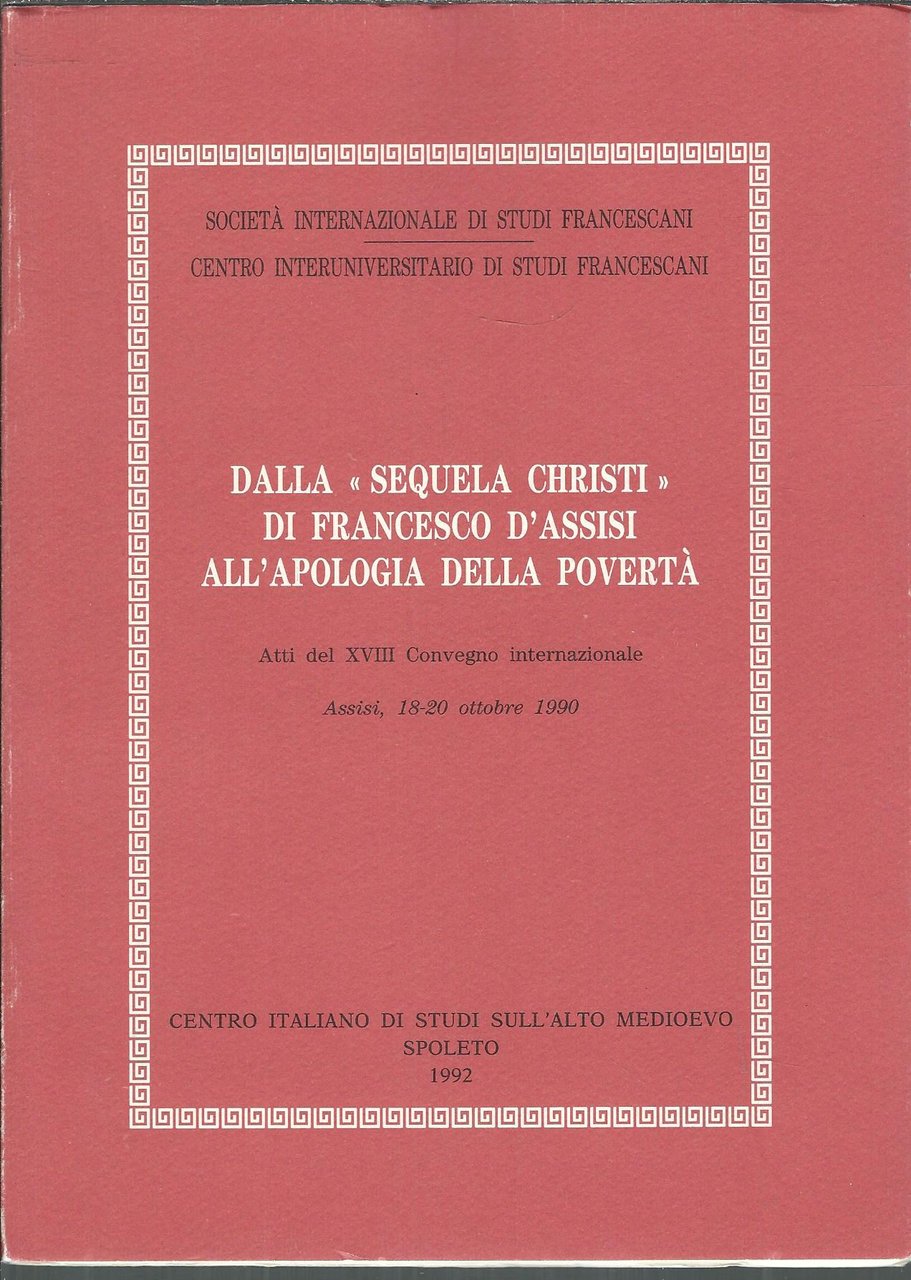 SOCIETÀ INTERNAZIONALE DI STUDI FRANCESCANI
CENTRO INTERUNIVERSITARIO DI STUDI FRANCESCANI
DALLA « SEQUELA CHRISTI »
DI FRANCESCO D'ASSISI
ALL'APOLOGIA DELLA POVERTÀ
Atti del XVIII Convegno internazionale
Assisi, 18-20 ottobre 1990
CENTRO ITALIANO DI STUDI SULL'ALTO MEDIOEVO
SPOLETO
1992